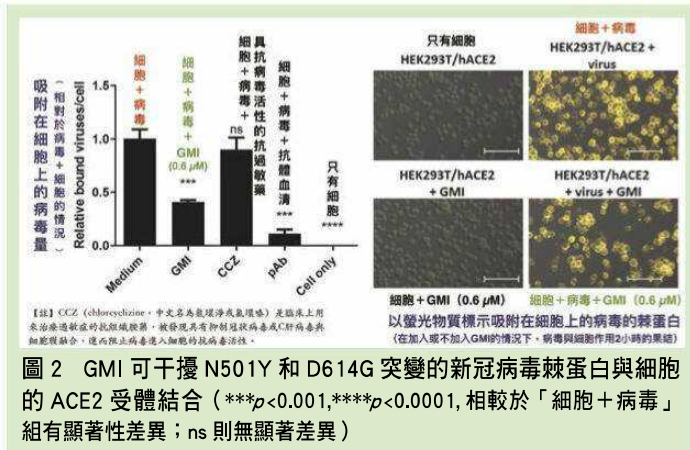 吸附在細胞上的病毒量
(相對於病毒+細胞的情況)
Relative bound viruses/cell
1.5
1.0
0.5
0.0
細胞+病毒
細胞+病毒+
GMI
(0.6 μM)
***
細胞+病毒+
具抗病毒活性的抗過敏藥
ns
細胞+病毒+抗體血清
***
只有細胞
****
Medium
GMI
CCZ
pAb
Cell only
【註】CCZ (chlorcyclizine,中文名為氯環淨或氯環嗪) 是臨床上用
來治療過敏症的抗組織胺藥,被發現具有抑制冠狀病毒或C肝病毒與
細胞膜融合,進而阻止病毒進入細胞的抗病毒活性。
只有細胞
HEK293T/hACE2
細胞+病毒
HEK293T/hACE2 +
virus
HEK293T/hACE2
+ GMI
HEK293T/hACE2
+ virus + GMI
細胞+GMI(0.6 μM)
細胞+病毒+GMI(0.6 μM)
以螢光物質標示吸附在細胞上的病毒的棘蛋白
(在加入或不加入GMI的情況下,病毒與細胞作用2小時的結果)
圖 2 GMI 可干擾 N501Y 和 D614G 突變的新冠病毒棘蛋白與細胞
的 ACE2 受體結合(***p<0.001,****p<0.0001, 相較於「細胞+病毒」
組有顯著性差異;ns 則無顯著差異)